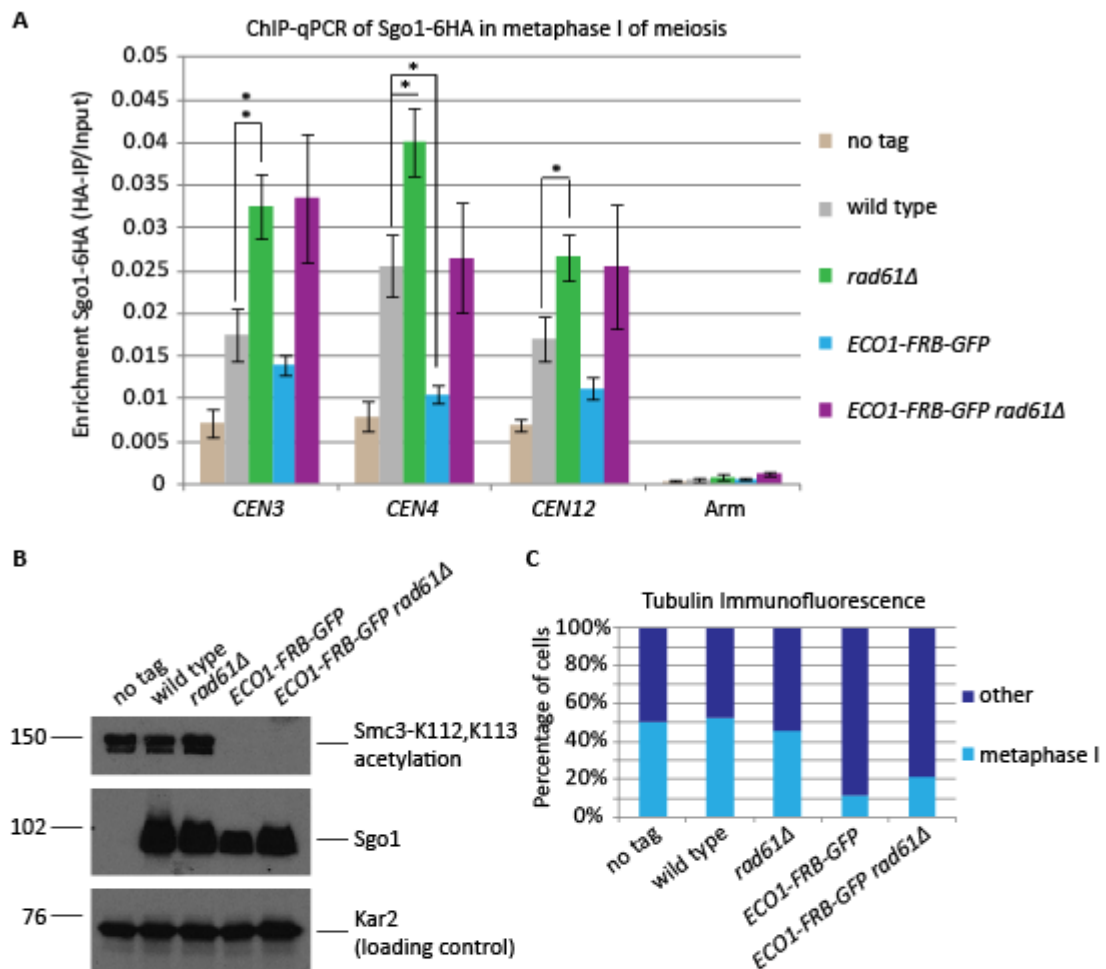 A
ChIP-qPCR of Sgo1-6HA in metaphase I of meiosis
Enrichment Sgo1-6HA (HA-IP/Input)
0.05
0.045
0.04
0.035
0.03
0.025
0.02
0.015
0.01
0.005
0
* *
*
*
*
CEN3 CEN4 CEN12 Arm
no tag
wild type
rad61Δ
ECO1-FRB-GFP
ECO1-FRB-GFP rad61Δ
B
no tag
wild type
rad61Δ
ECO1-FRB-GFP
ECO1-FRB-GFP rad61Δ
150
Smc3-K112,K113
acetylation
102
Sgo1
76
Kar2
(loading control)
C
Tubulin Immunofluorescence
Percentage of cells
100%
80%
60%
40%
20%
0%
no tag
wild type
rad61Δ
ECO1-FRB-GFP
ECO1-FRB-GFP rad61Δ
other
metaphase I